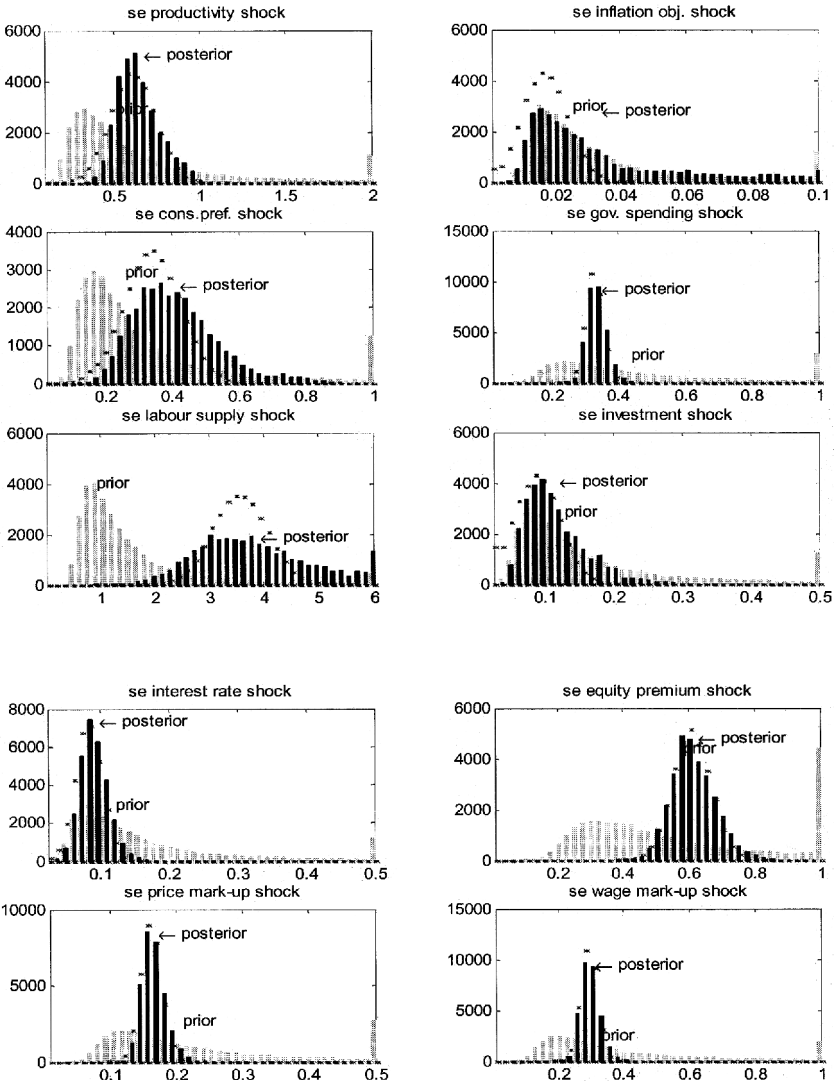 se productivity shock
6000
4000
2000
0
0.5 1 1.5 2
posterior
prior
se inflation obj. shock
6000
4000
2000
0
0.02 0.04 0.06 0.08 0.1
prior
posterior
se cons.pref. shock
4000
3000
2000
1000
0
0.2 0.4 0.6 0.8 1
prior
posterior
se gov. spending shock
15000
10000
5000
0
0.2 0.4 0.6 0.8 1
posterior
prior
se labour supply shock
6000
4000
2000
0
1 2 3 4 5 6
prior
posterior
se investment shock
6000
4000
2000
0
0.1 0.2 0.3 0.4 0.5
posterior
prior
se interest rate shock
8000
6000
4000
2000
0
0.1 0.2 0.3 0.4 0.5
posterior
prior
se equity premium shock
6000
4000
2000
0
0.2 0.4 0.6 0.8 1
posterior
prior
se price mark-up shock
10000
5000
0
0.1 0.2 0.3 0.4 0.5
posterior
prior
se wage mark-up shock
15000
10000
5000
0
0.2 0.4 0.6 0.8 1
posterior
prior